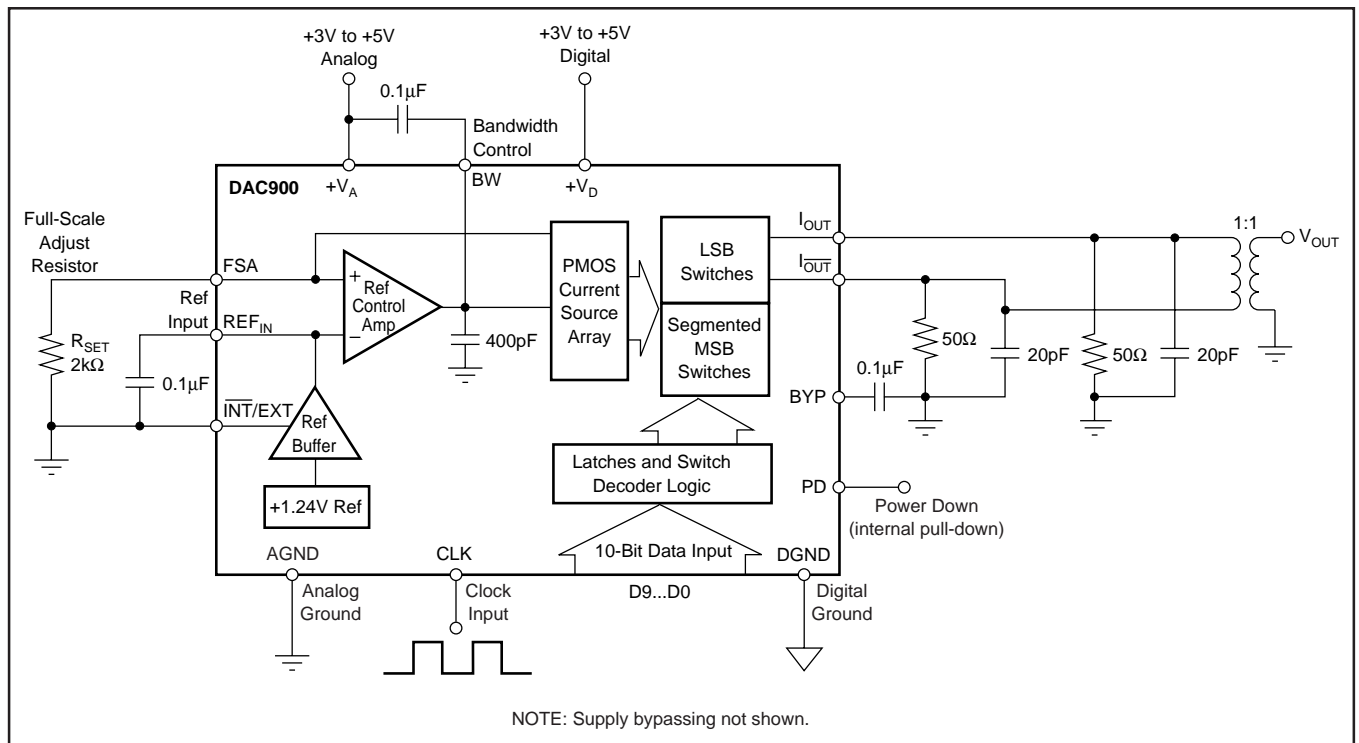 +3V to +5V
Analog
+3V to +5V
Digital
0.1µF
Bandwidth
Control
DAC900
+VA
BW
+VD
Full-Scale
Adjust
Resistor
FSA
Ref
Input
REFIN
RSET
2kΩ
0.1µF
INT/EXT
+
Ref
Control
Amp
–
400pF
Ref
Buffer
+1.24V Ref
PMOS
Current
Source
Array
LSB
Switches
Segmented
MSB
Switches
Latches and Switch
Decoder Logic
10-Bit Data Input
IOUT
IOUT
BYP
0.1µF
50Ω
20pF
50Ω
20pF
1:1
VOUT
PD
Power Down
(internal pull-down)
AGND
Analog
Ground
CLK
Clock
Input
D9...D0
DGND
Digital
Ground
NOTE: Supply bypassing not shown.